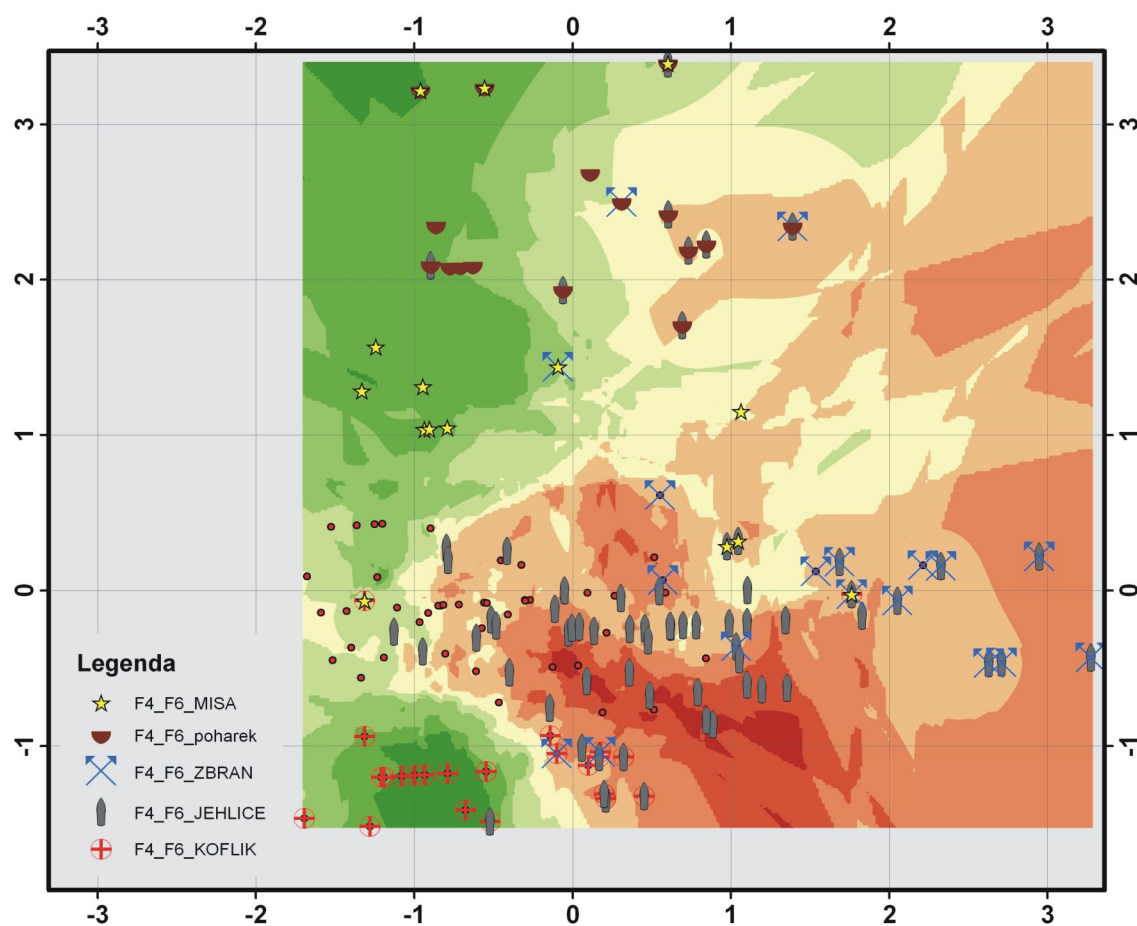 -3 -2 -1 0 1 2 3
3 3
2 2
1 1
0 0
-1 -1
Legenda
F4_F6_MISA
F4_F6_poharek
F4_F6_ZBRAN
F4_F6_JEHLICE
F4_F6_KOFLIK
-3 -2 -1 0 1 2 3